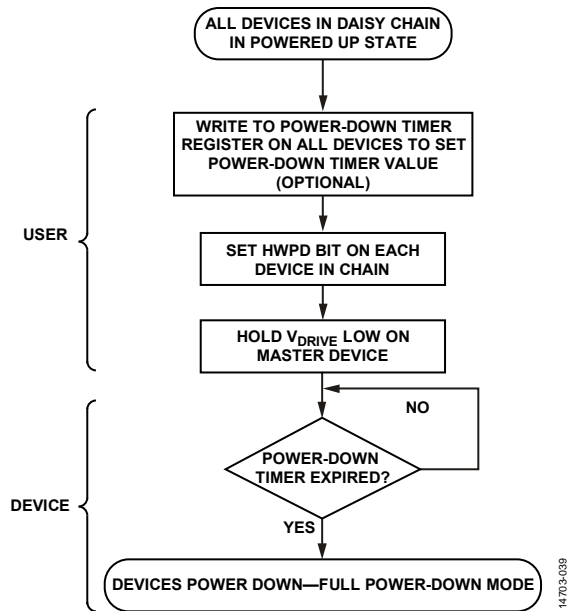 ALL DEVICES IN DAISY CHAIN
IN POWERED UP STATE
WRITE TO POWER-DOWN TIMER
REGISTER ON ALL DEVICES TO SET
POWER-DOWN TIMER VALUE
(OPTIONAL)
USER
SET HWPD BIT ON EACH
DEVICE IN CHAIN
HOLD VDRIVE LOW ON
MASTER DEVICE
NO
POWER-DOWN
TIMER EXPIRED?
DEVICE
YES
DEVICES POWER DOWN—FULL POWER-DOWN MODE
14703-039